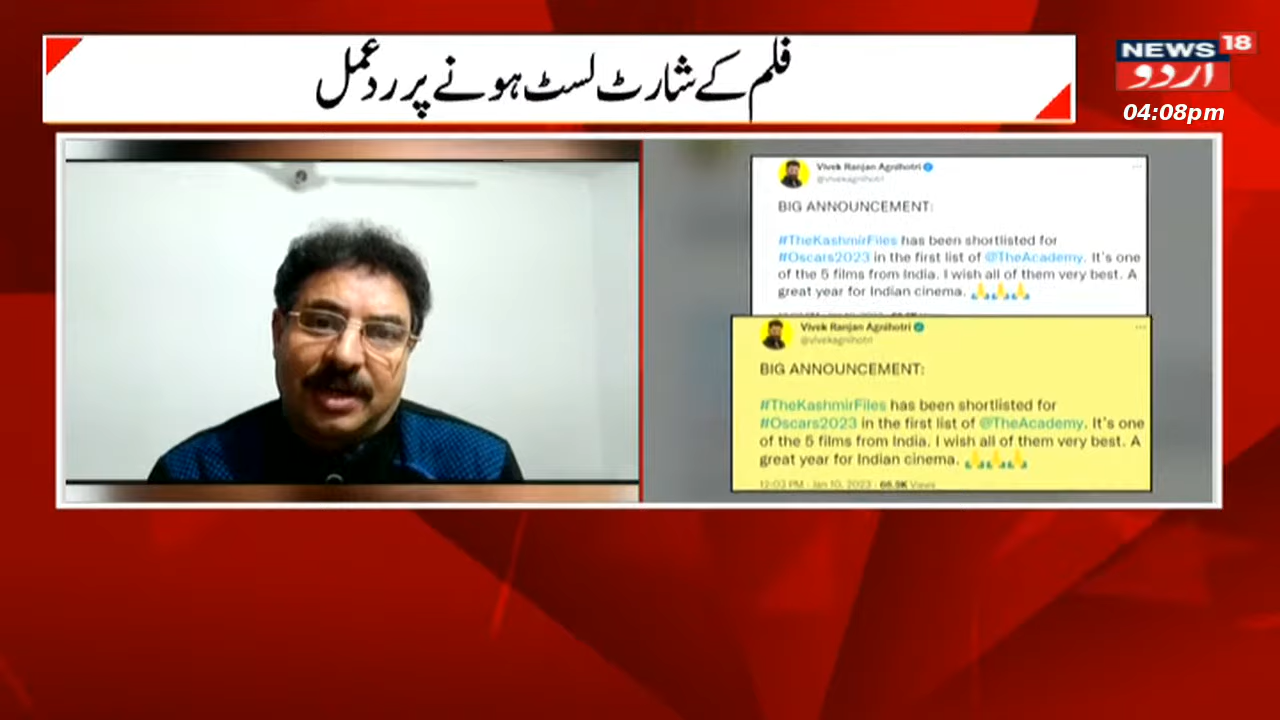 فلم کے شارٹ لسٹ ہونے پر ردعمل
NEWS 18
اردو
04:08pm
Vivek Ranjan Agnihotri
@vivekagnihotri
BIG ANNOUNCEMENT:
#TheKashmirFiles has been shortlisted for
#Oscars2023 in the first list of @TheAcademy. It's one
of the 5 films from India. I wish all of them very best. A
great year for Indian cinema. 🙏🙏🙏
Vivek Ranjan Agnihotri
@vivekagnihotri
BIG ANNOUNCEMENT:
#TheKashmirFiles has been shortlisted for
#Oscars2023 in the first list of @TheAcademy. It's one
of the 5 films from India. I wish all of them very best. A
great year for Indian cinema. 🙏🙏🙏
12:03 PM · Jan 10, 2023 · 66.9K Views